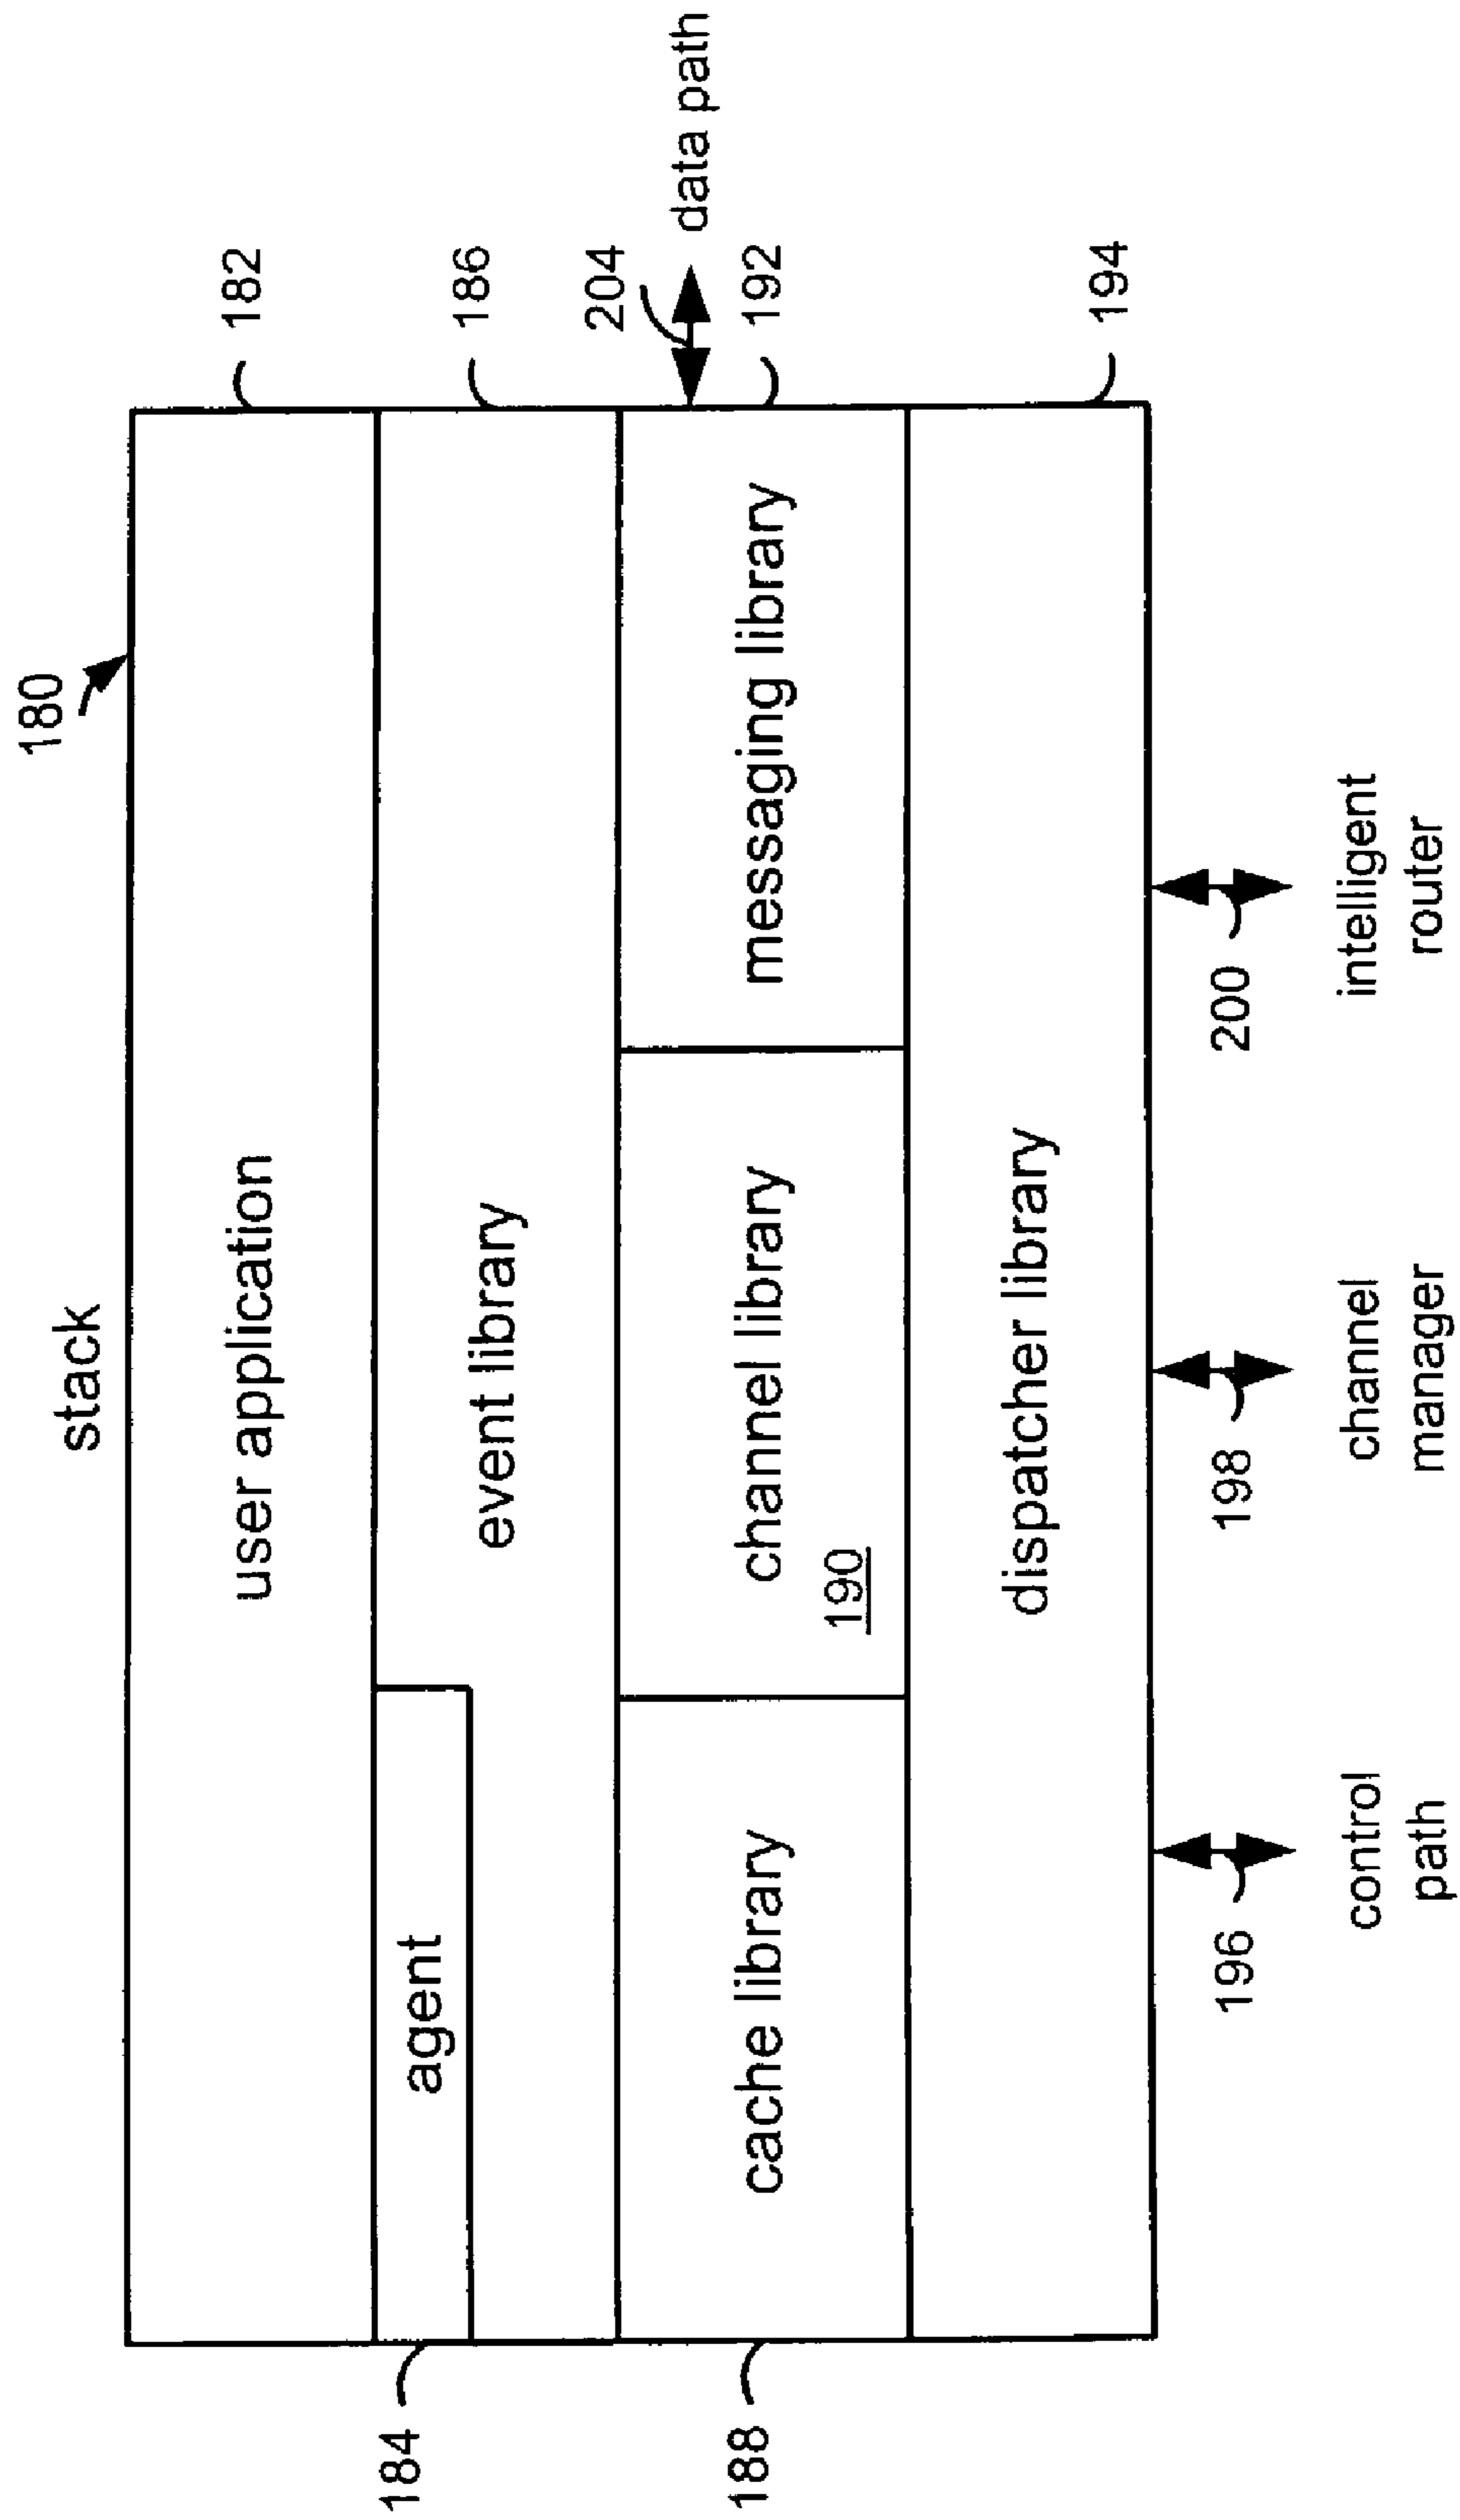 stack
180
user application
182
184
agent
event library
186
204
data path
188
cache library
channel library
190
messaging library
192
dispatcher library
194
196
198
200
control
path
channel
manager
intelligent
router